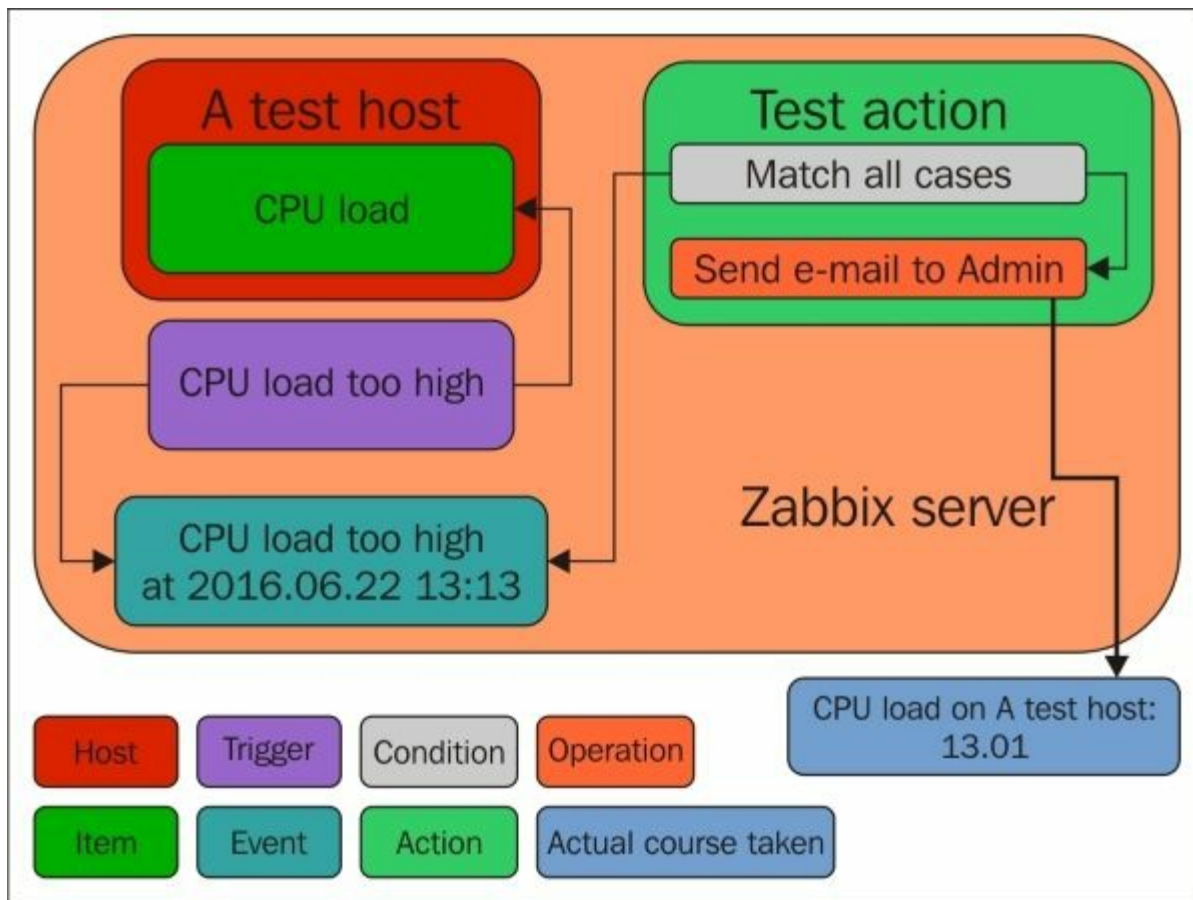 A test host
CPU load
CPU load too high
CPU load too high
at 2016.06.22 13:13
Test action
Match all cases
Send e-mail to Admin
Zabbix server
CPU load on A test host:
13.01
Host
Trigger
Condition
Operation
Item
Event
Action
Actual course taken